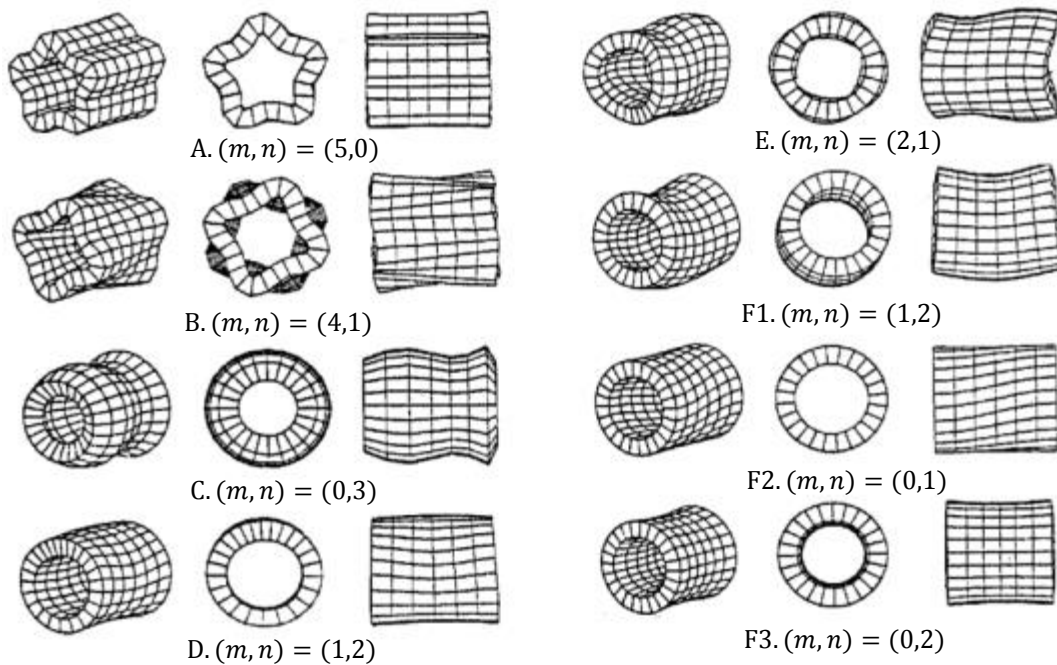 A. (m, n) = (5,0)
B. (m, n) = (4,1)
C. (m, n) = (0,3)
D. (m, n) = (1,2)
E. (m, n) = (2,1)
F1. (m, n) = (1,2)
F2. (m, n) = (0,1)
F3. (m, n) = (0,2)